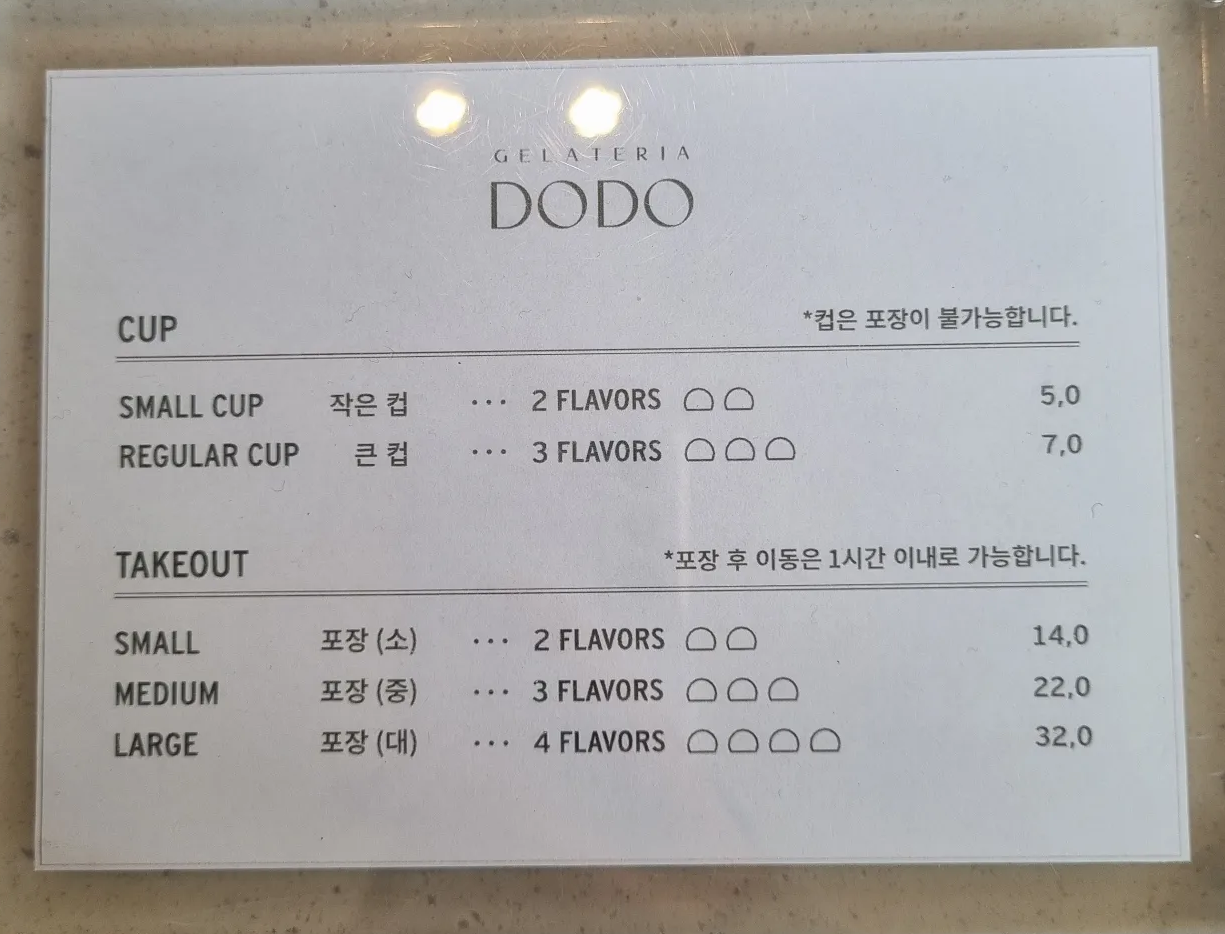 GELATERIA
DODO
CUP *컵은 포장이 불가능합니다.
SMALL CUP 작은 컵 ··· 2 FLAVORS 5,0
REGULAR CUP 큰 컵 ··· 3 FLAVORS 7,0
TAKEOUT *포장 후 이동은 1시간 이내로 가능합니다.
SMALL 포장 (소) ··· 2 FLAVORS 14,0
MEDIUM 포장 (중) ··· 3 FLAVORS 22,0
LARGE 포장 (대) ··· 4 FLAVORS 32,0